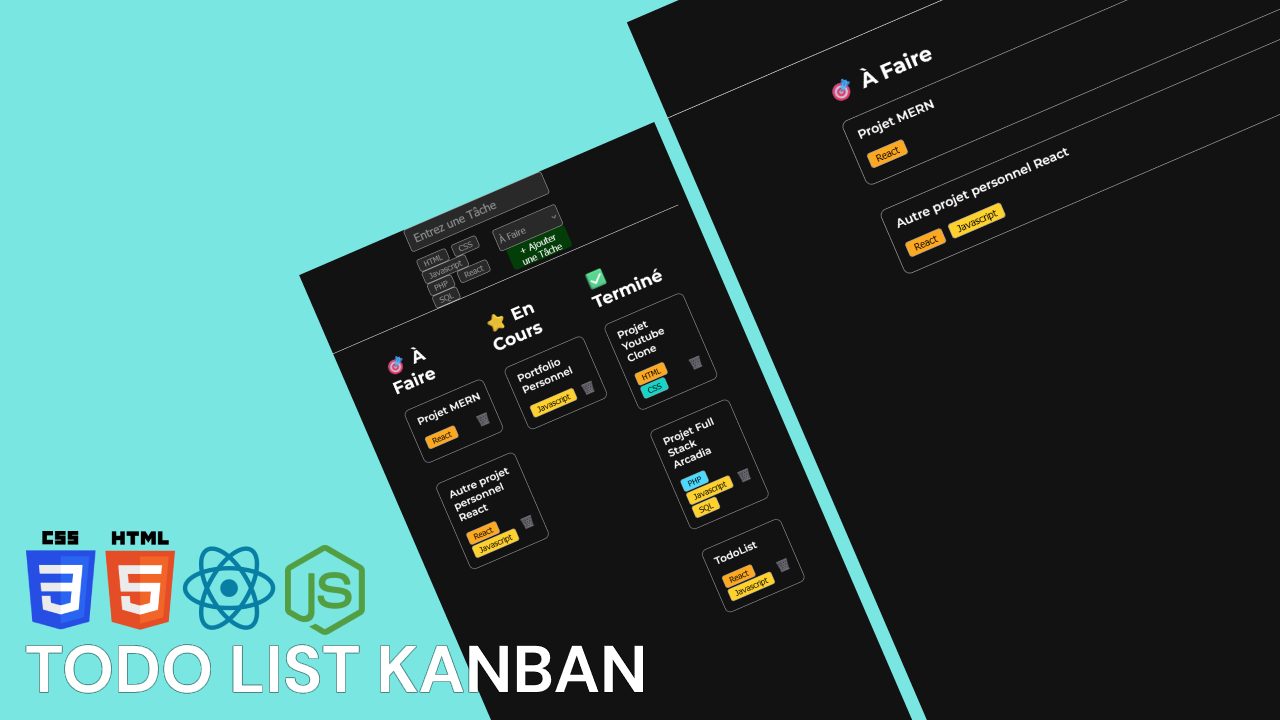 Entrez une Tâche
HTML
CSS
Javascript
PHP
React
SQL
À Faire
+ Ajouter
une Tâche
À
Faire
Projet MERN
React
Autre projet
personnel
React
React
Javascript
En
Cours
Portfolio
Personnel
Javascript
Terminé
Projet
Youtube
Clone
HTML
CSS
Projet Full
Stack
Arcadia
PHP
Javascript
SQL
TodoList
React
Javascript
À Faire
Projet MERN
React
Autre projet personnel React
React
Javascript
CSS
HTML
JS
TODO LIST KANBAN